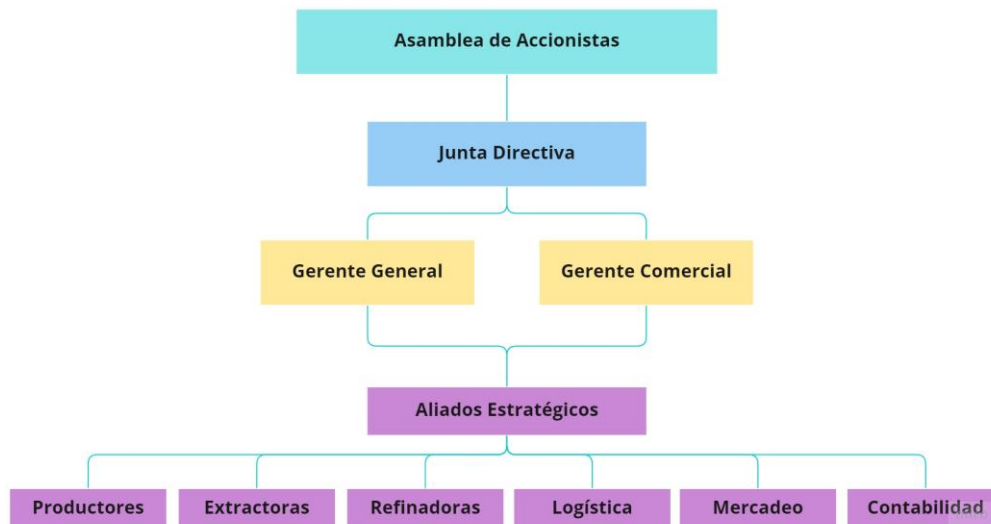 Asamblea de Accionistas
Junta Directiva
Gerente General
Gerente Comercial
Aliados Estratégicos
Productores
Extractoras
Refinadoras
Logística
Mercadeo
Contabilidad